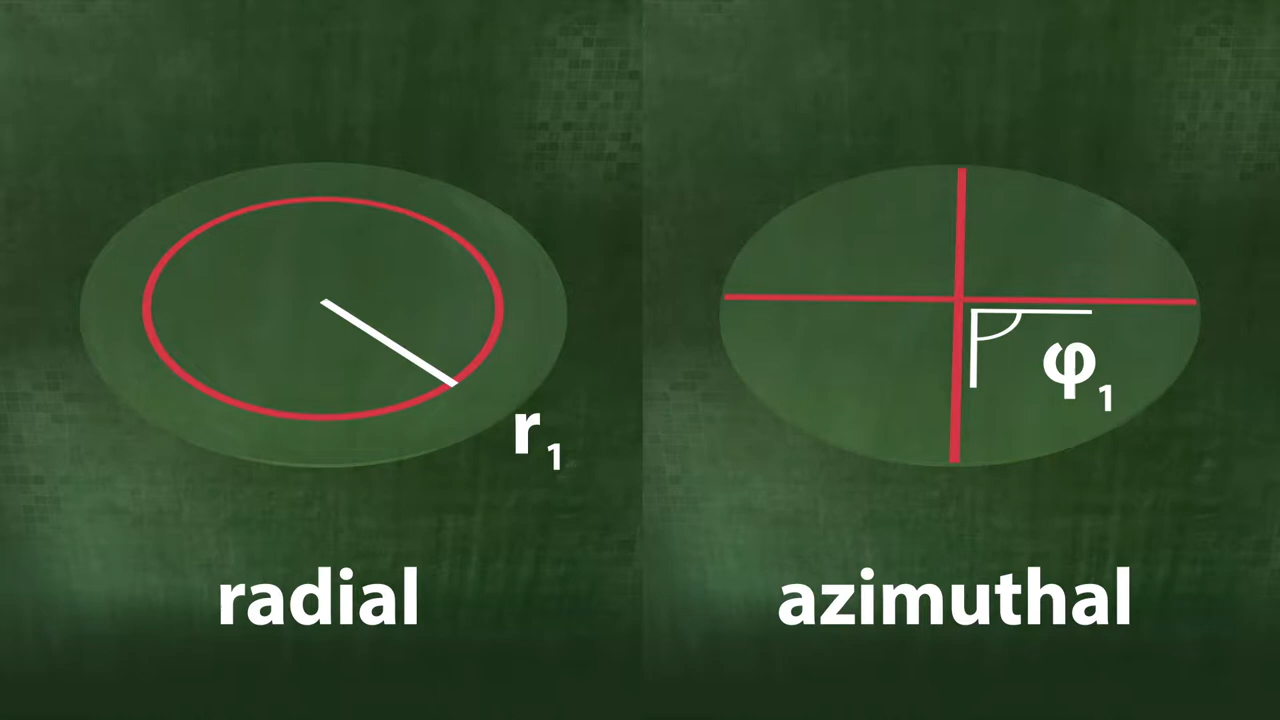 r₁
φ₁
radial
azimuthal